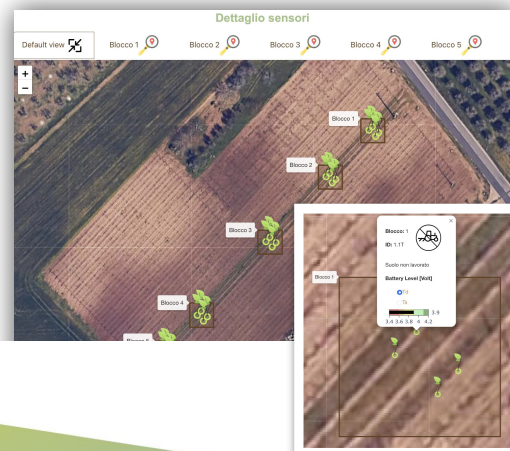 Dettaglio sensori
Default view
Blocco 1
Blocco 2
Blocco 3
Blocco 4
Blocco 5
+
−
Blocco 1
Blocco 2
Blocco 3
Blocco 4
Blocco 1
×
Blocco: 1
ID: 1.1T
Suolo non lavorato
Battery Level [Volt]
3.9
3.4 3.6 3.8 4 4.2